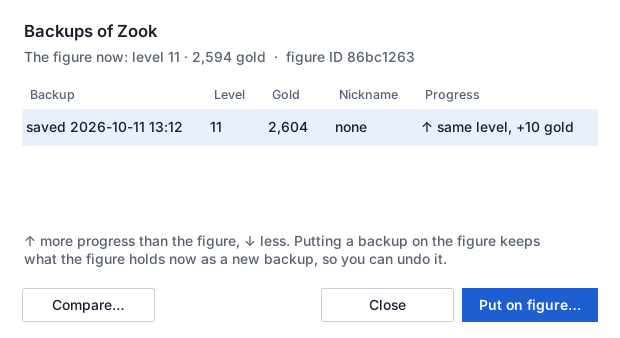 Backups of Zook
The figure now: level 11 · 2,594 gold · figure ID 86bc1263
Backup Level Gold Nickname Progress
saved 2026-10-11 13:12 11 2,604 none ↑ same level, +10 gold
↑ more progress than the figure, ↓ less. Putting a backup on the figure keeps
what the figure holds now as a new backup, so you can undo it.
Compare... Close Put on figure...